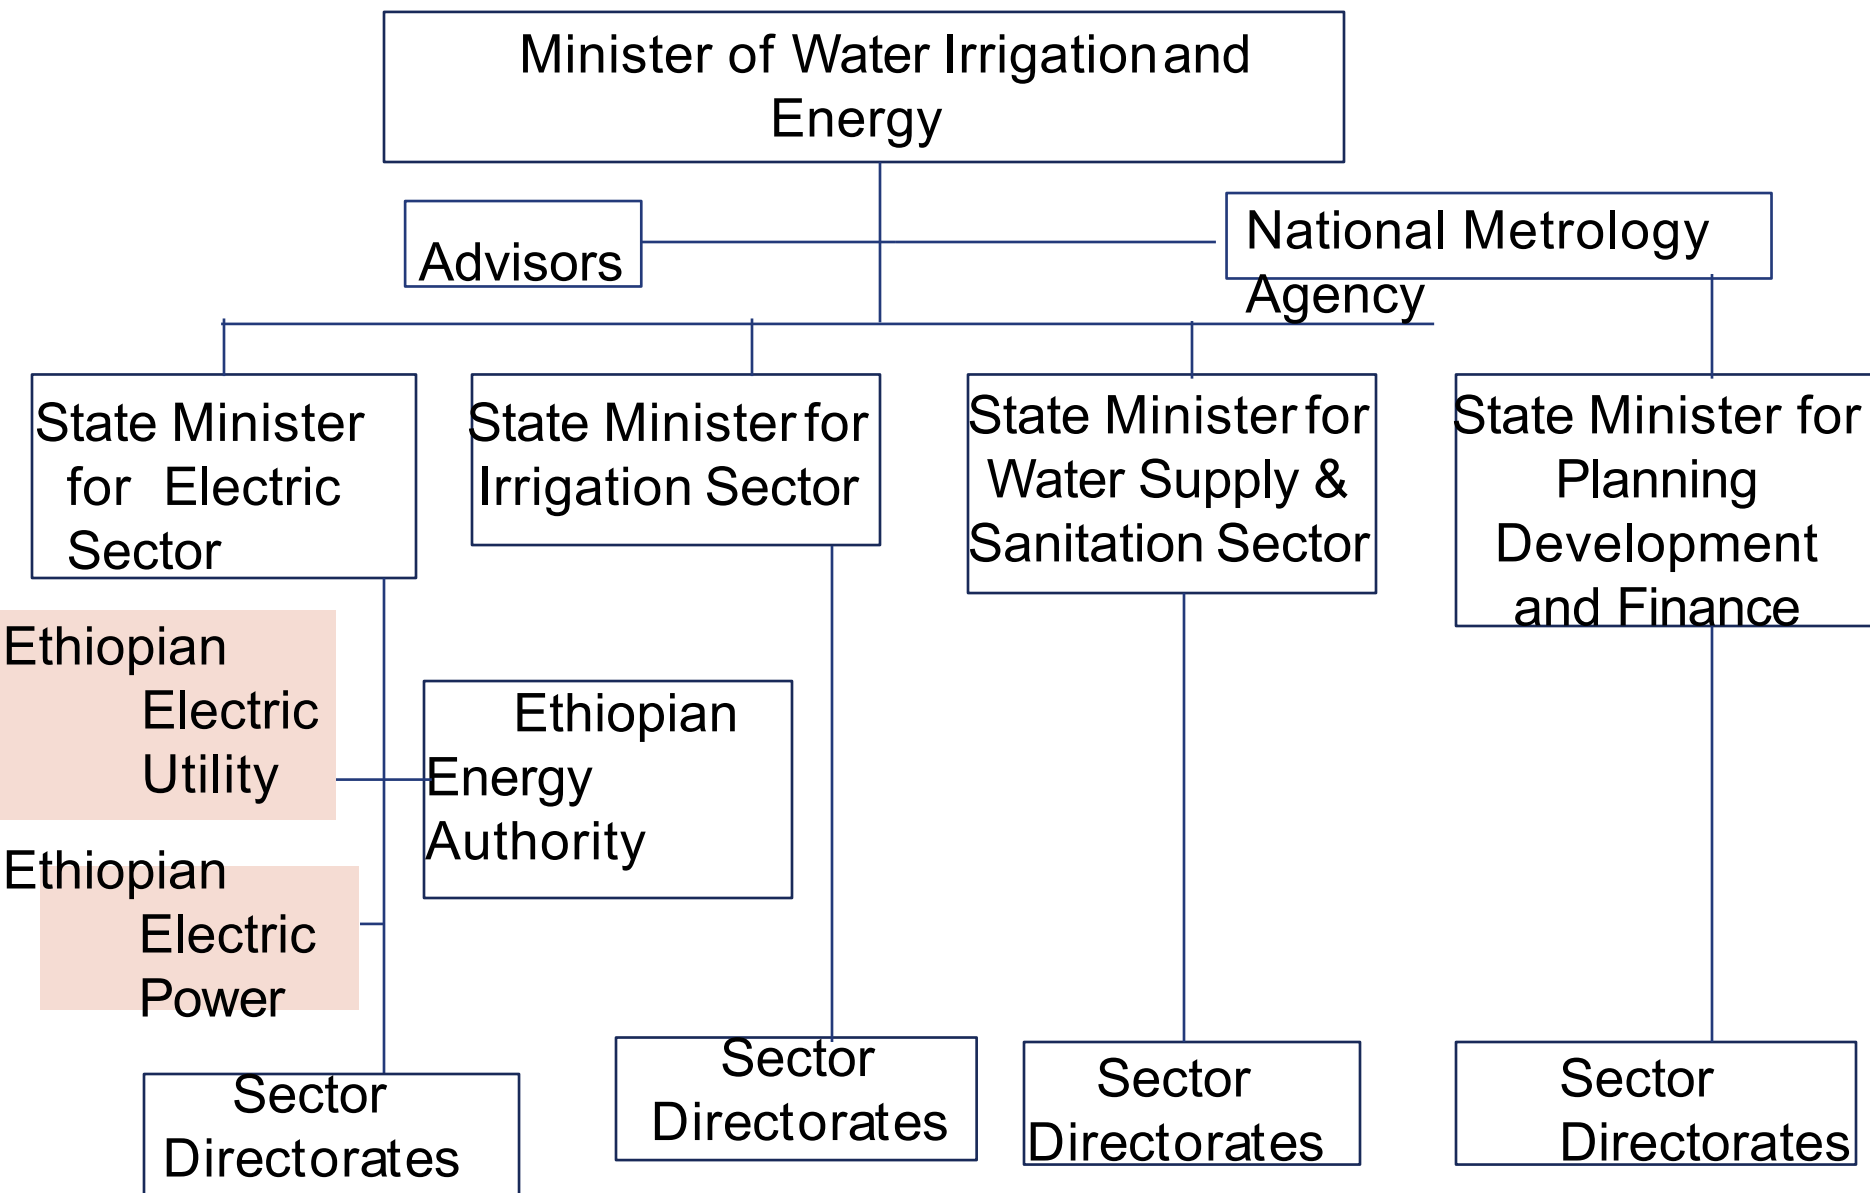 Minister of Water Irrigation and
Energy
Advisors
National Metrology
Agency
State Minister
for Electric
Sector
State Minister for
Irrigation Sector
State Minister for
Water Supply &
Sanitation Sector
State Minister for
Planning
Development
and Finance
Ethiopian
Electric
Utility
Ethiopian
Energy
Authority
Ethiopian
Electric
Power
Sector
Directorates
Sector
Directorates
Sector
Directorates
Sector
Directorates